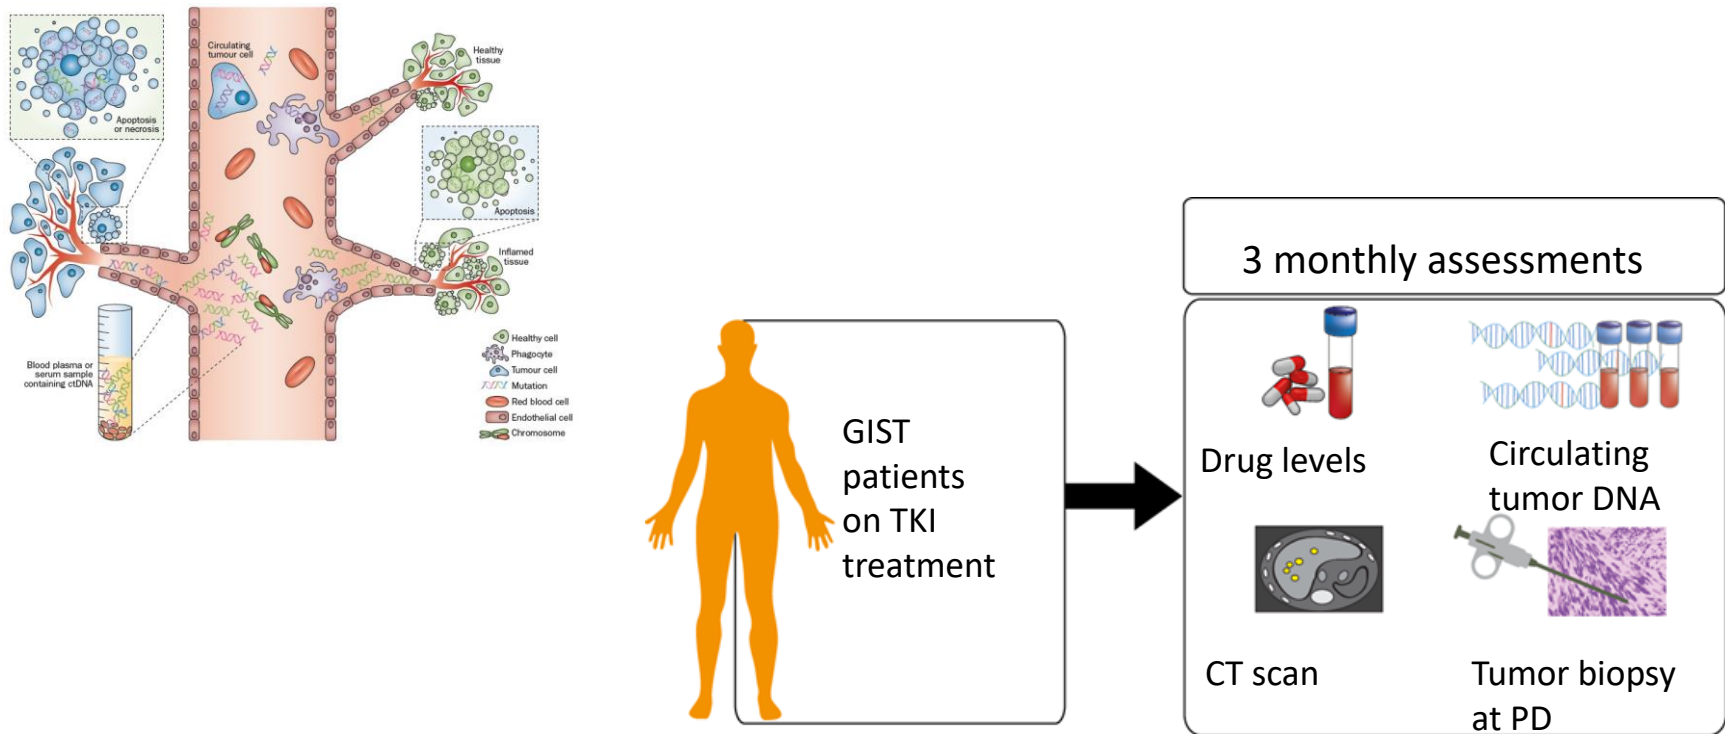 Circulating
tumour cell
Healthy
tissue
Apoptosis
or necrosis
Apoptosis
Inflamed
tissue
Blood plasma or
serum sample
containing ctDNA
Healthy cell
Phagocyte
Tumour cell
Mutation
Red blood cell
Endothelial cell
Chromosome
GIST
patients
on TKI
treatment
3 monthly assessments
Drug levels
Circulating
tumor DNA
CT scan
Tumor biopsy
at PD